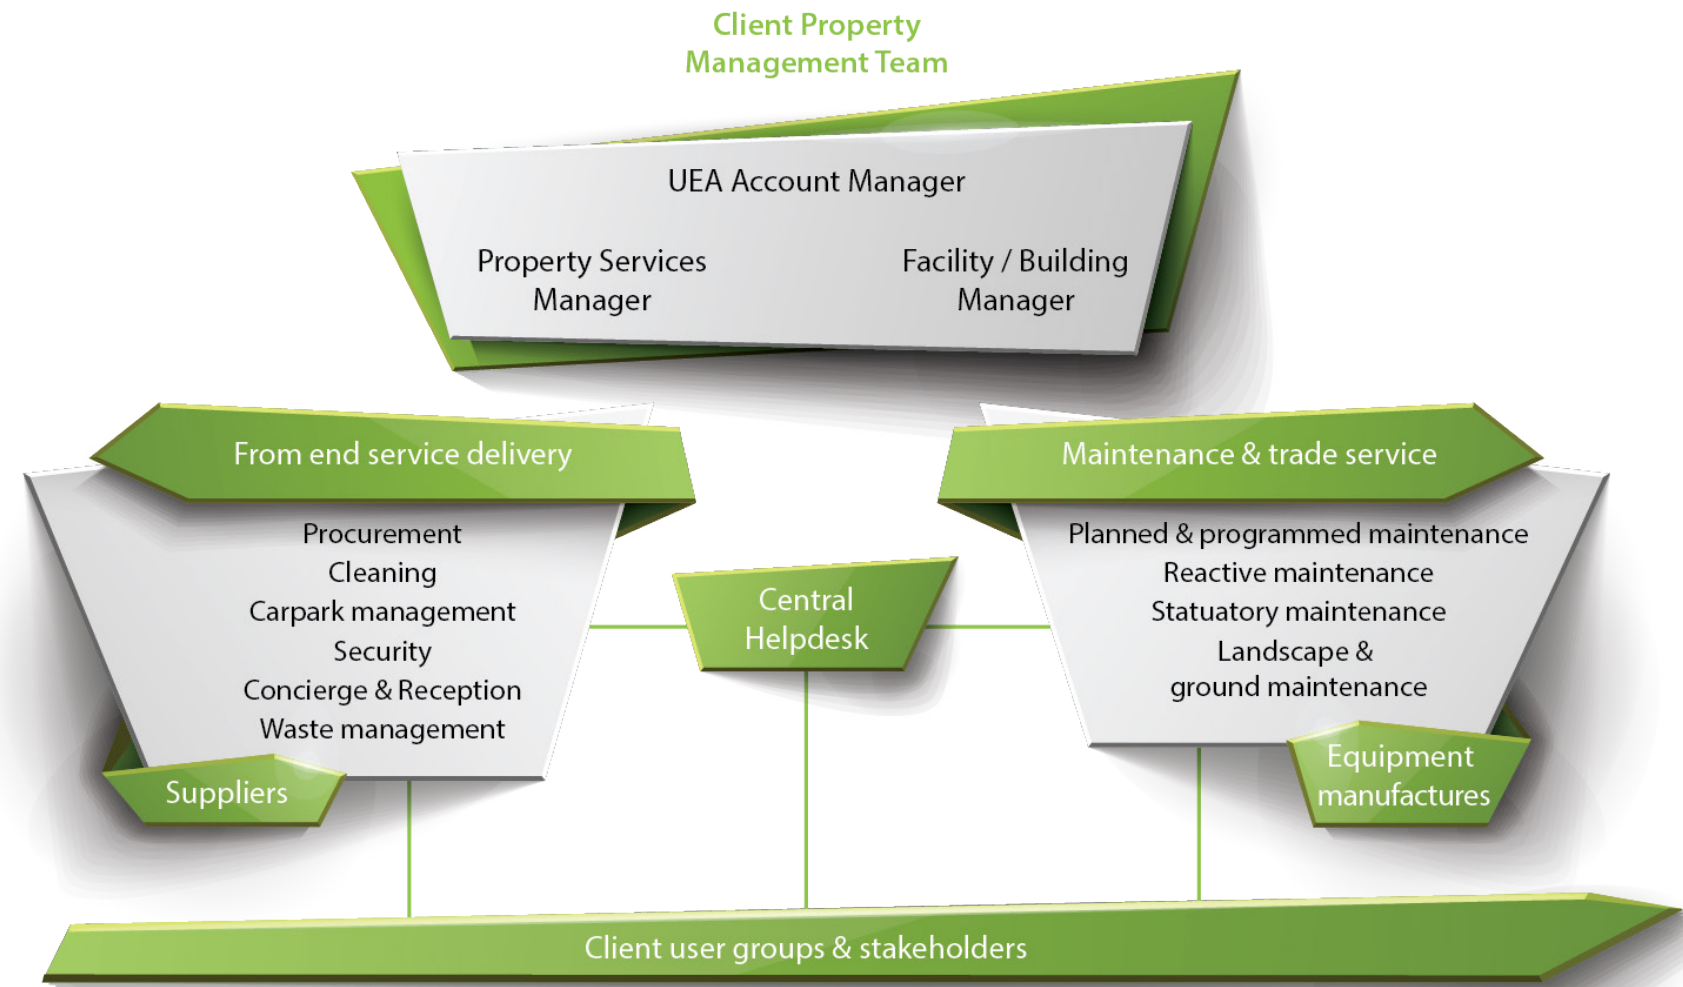 Client Property
Management Team
UEA Account Manager
Property Services
Manager
Facility / Building
Manager
From end service delivery
Procurement
Cleaning
Carpark management
Security
Concierge & Reception
Waste management
Suppliers
Central
Helpdesk
Maintenance & trade service
Planned & programmed maintenance
Reactive maintenance
Statuatory maintenance
Landscape &
ground maintenance
Equipment
manufactures
Client user groups & stakeholders